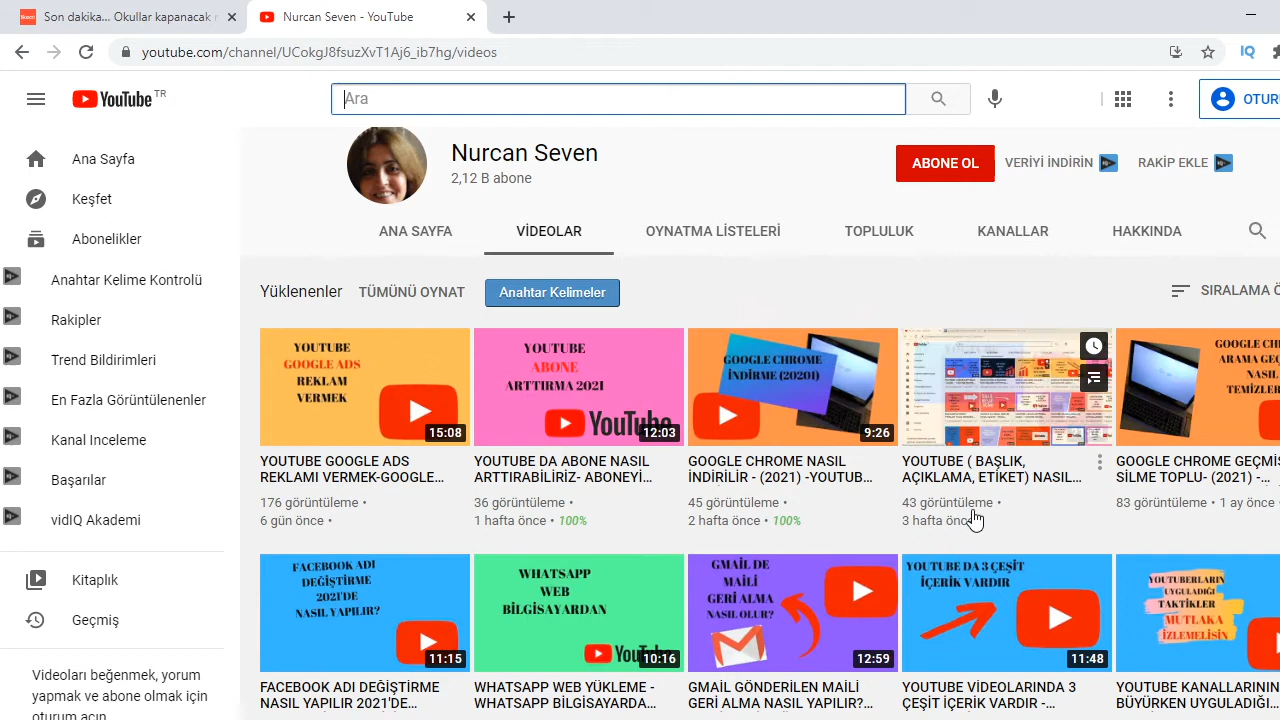 Son dakika... Okullar kapanacak
Nurcan Seven - YouTube
youtube.com/channel/UCokgJ8fsuzXvT1Aj6_ib7hg/videos
IQ
YouTube TR
Ara
OTUR
Ana Sayfa
Keşfet
Abonelikler
Anahtar Kelime Kontrolü
Rakipler
Trend Bildirimleri
En Fazla Görüntülenenler
Kanal Inceleme
Başarılar
vidIQ Akademi
Kitaplık
Geçmiş
Videoları beğenmek, yorum
yapmak ve abone olmak için
oturum açın
Nurcan Seven
2,12 B abone
ABONE OL
VERİYİ İNDİRİN
RAKİP EKLE
ANA SAYFA
VİDEOLAR
OYNATMA LİSTELERİ
TOPLULUK
KANALLAR
HAKKINDA
Yüklenenler
TÜMÜNÜ OYNAT
Anahtar Kelimeler
SIRALAMA Ö
YOUTUBE
GOOGLE ADS
REKLAM
VERMEK
15:08
YOUTUBE GOOGLE ADS
REKLAMI VERMEK-GOOGLE...
176 görüntüleme •
6 gün önce •
YOUTUBE
ABONE
ARTTIRMA 2021
YouTube
12:03
YOUTUBE DA ABONE NASIL
ARTTIRABİLİRİZ- ABONEYİ...
36 görüntüleme •
1 hafta önce • 100%
GOOGLE CHROME
İNDİRME (20201)
9:26
GOOGLE CHROME NASIL
İNDİRİLİR - (2021) -YOUTUB...
45 görüntüleme •
2 hafta önce • 100%
YOUTUBE ( BAŞLIK,
AÇIKLAMA, ETİKET) NASIL...
43 görüntüleme •
3 hafta önc
GOOGLE CH
ARAMA GEÇ
NASIL
TEMİZLER
GOOGLE CHROME GEÇMİŞ
SİLME TOPLU- (2021) -...
83 görüntüleme • 1 ay önce •
FACEBOOK ADI
DEĞİŞTİRME
2021'DE
NASIL YAPILIR?
11:15
FACEBOOK ADI DEĞİŞTİRME
NASIL YAPILIR 2021'DE...
WHATSAPP
WEB
BİLGİSAYARDAN
YouTube
10:16
WHATSAPP WEB YÜKLEME -
WHATSAPP BİLGİSAYARDA...
GMAIL DE
MAİLİ
GERİ ALMA
NASIL OLUR?
12:59
GMAİL GÖNDERİLEN MAİLİ
GERİ ALMA NASIL YAPILIR?...
YOUTUBE DA 3 ÇEŞİT
İÇERİK VARDIR
11:48
YOUTUBE VİDEOLARINDA 3
ÇEŞİT İÇERİK VARDIR -...
YOUTUBERLARIN
UYGULADIĞI
TAKTİKLER
MUTLAKA
İZLEMELİSİN
YOUTUBE KANALLARININ
BÜYÜRKEN UYGULADIĞI...